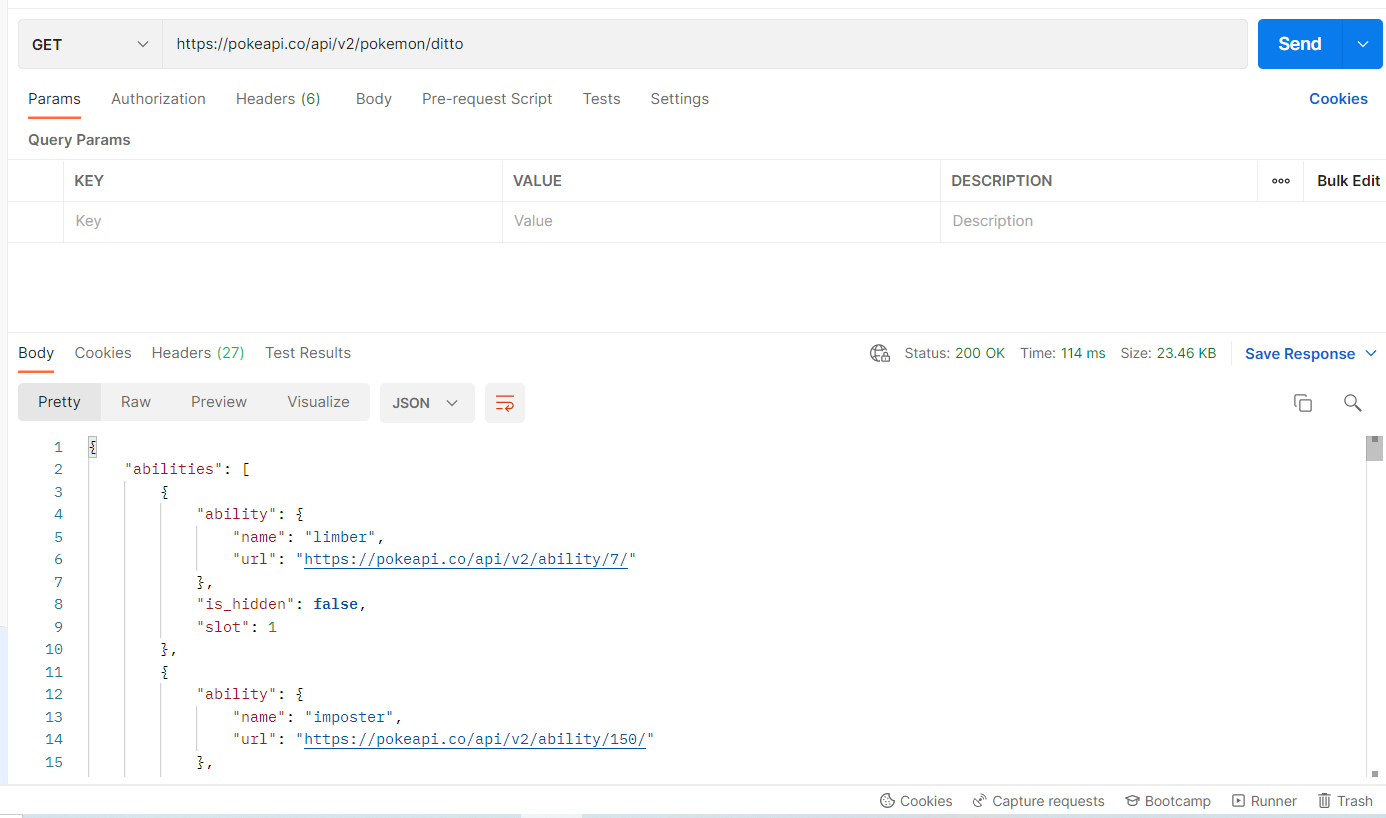 GET https://pokeapi.co/api/v2/pokemon/ditto Send
Params Authorization Headers (6) Body Pre-request Script Tests Settings Cookies
Query Params
KEY VALUE DESCRIPTION ooo Bulk Edit
Key Value Description
Body Cookies Headers (27) Test Results Status: 200 OK Time: 114 ms Size: 23.46 KB Save Response
Pretty Raw Preview Visualize JSON
1 {
2 "abilities": [
3 {
4 "ability": {
5 "name": "limber",
6 "url": "https://pokeapi.co/api/v2/ability/7/"
7 },
8 "is_hidden": false,
9 "slot": 1
10 },
11 {
12 "ability": {
13 "name": "imposter",
14 "url": "https://pokeapi.co/api/v2/ability/150/"
15 },
Cookies Capture requests Bootcamp Runner Trash